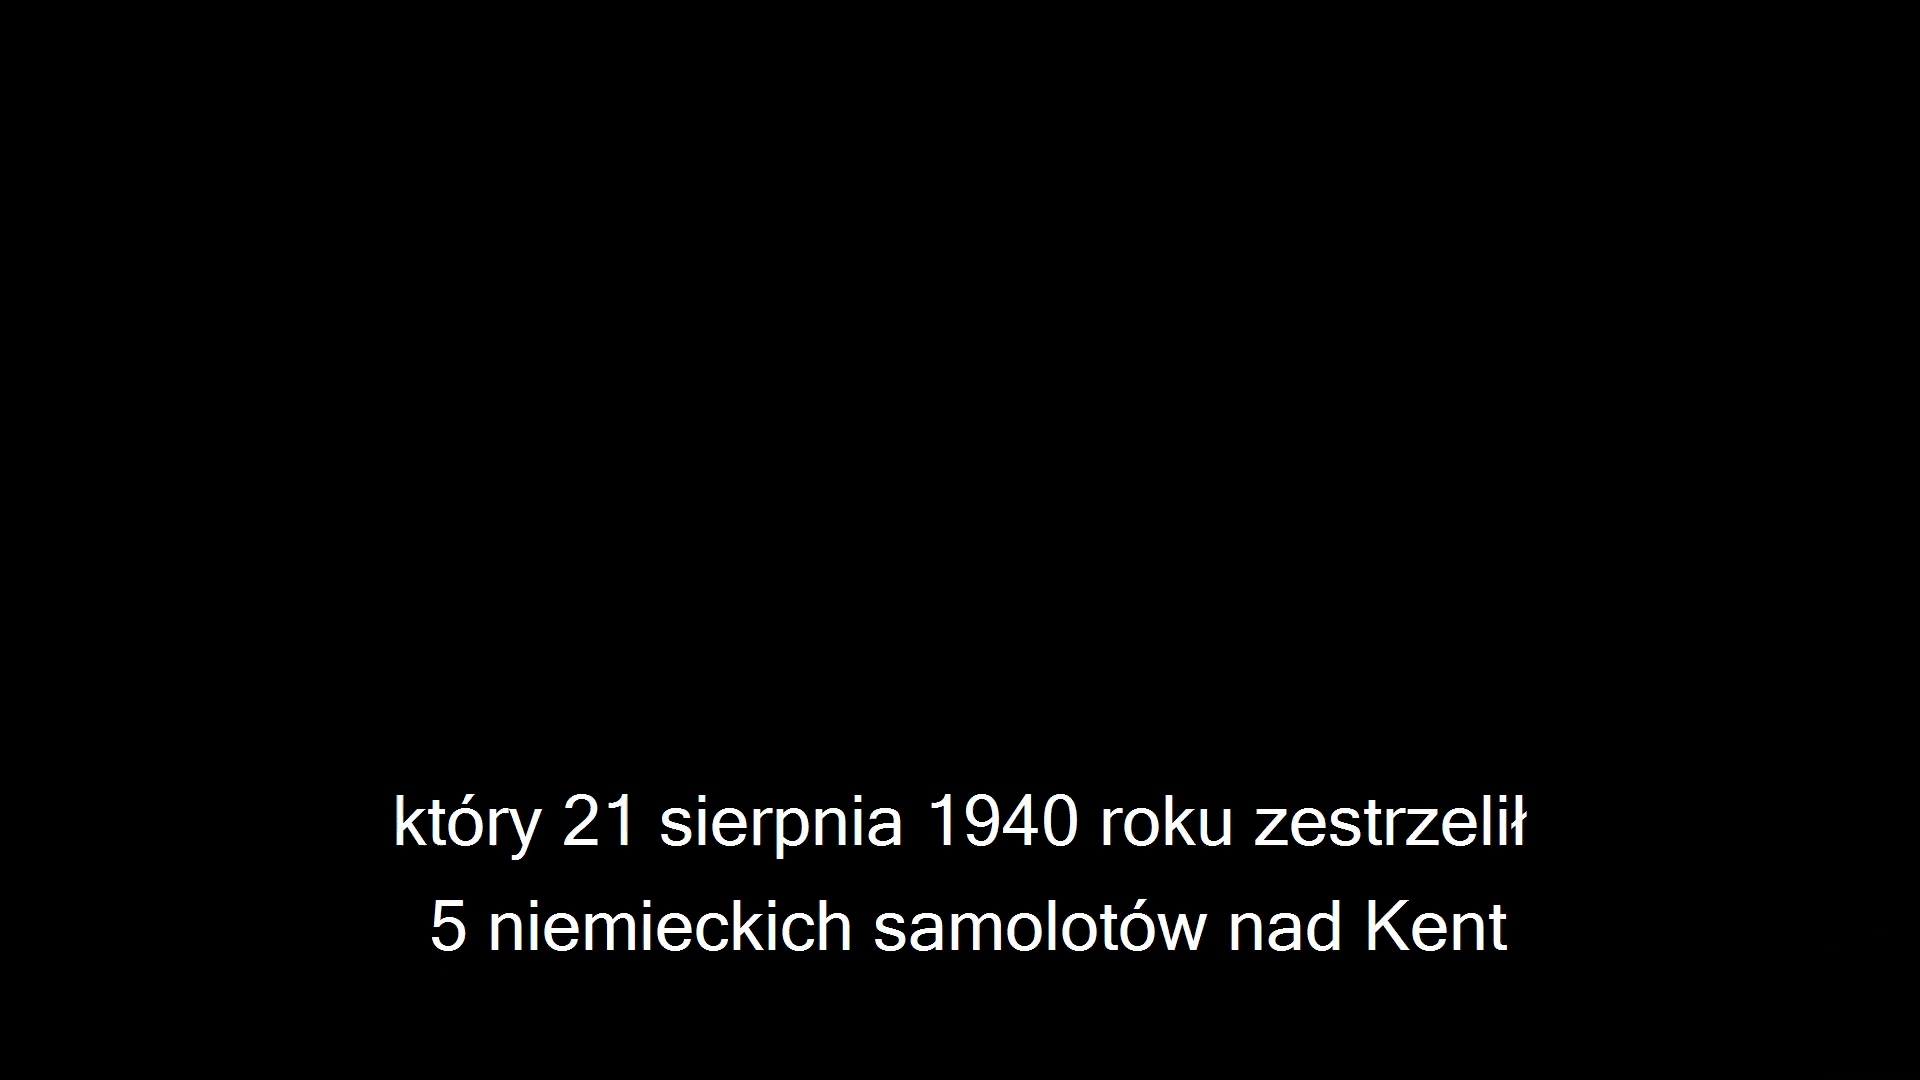 który 21 sierpnia 1940 roku zestrzelił
5 niemieckich samolotów nad Kent